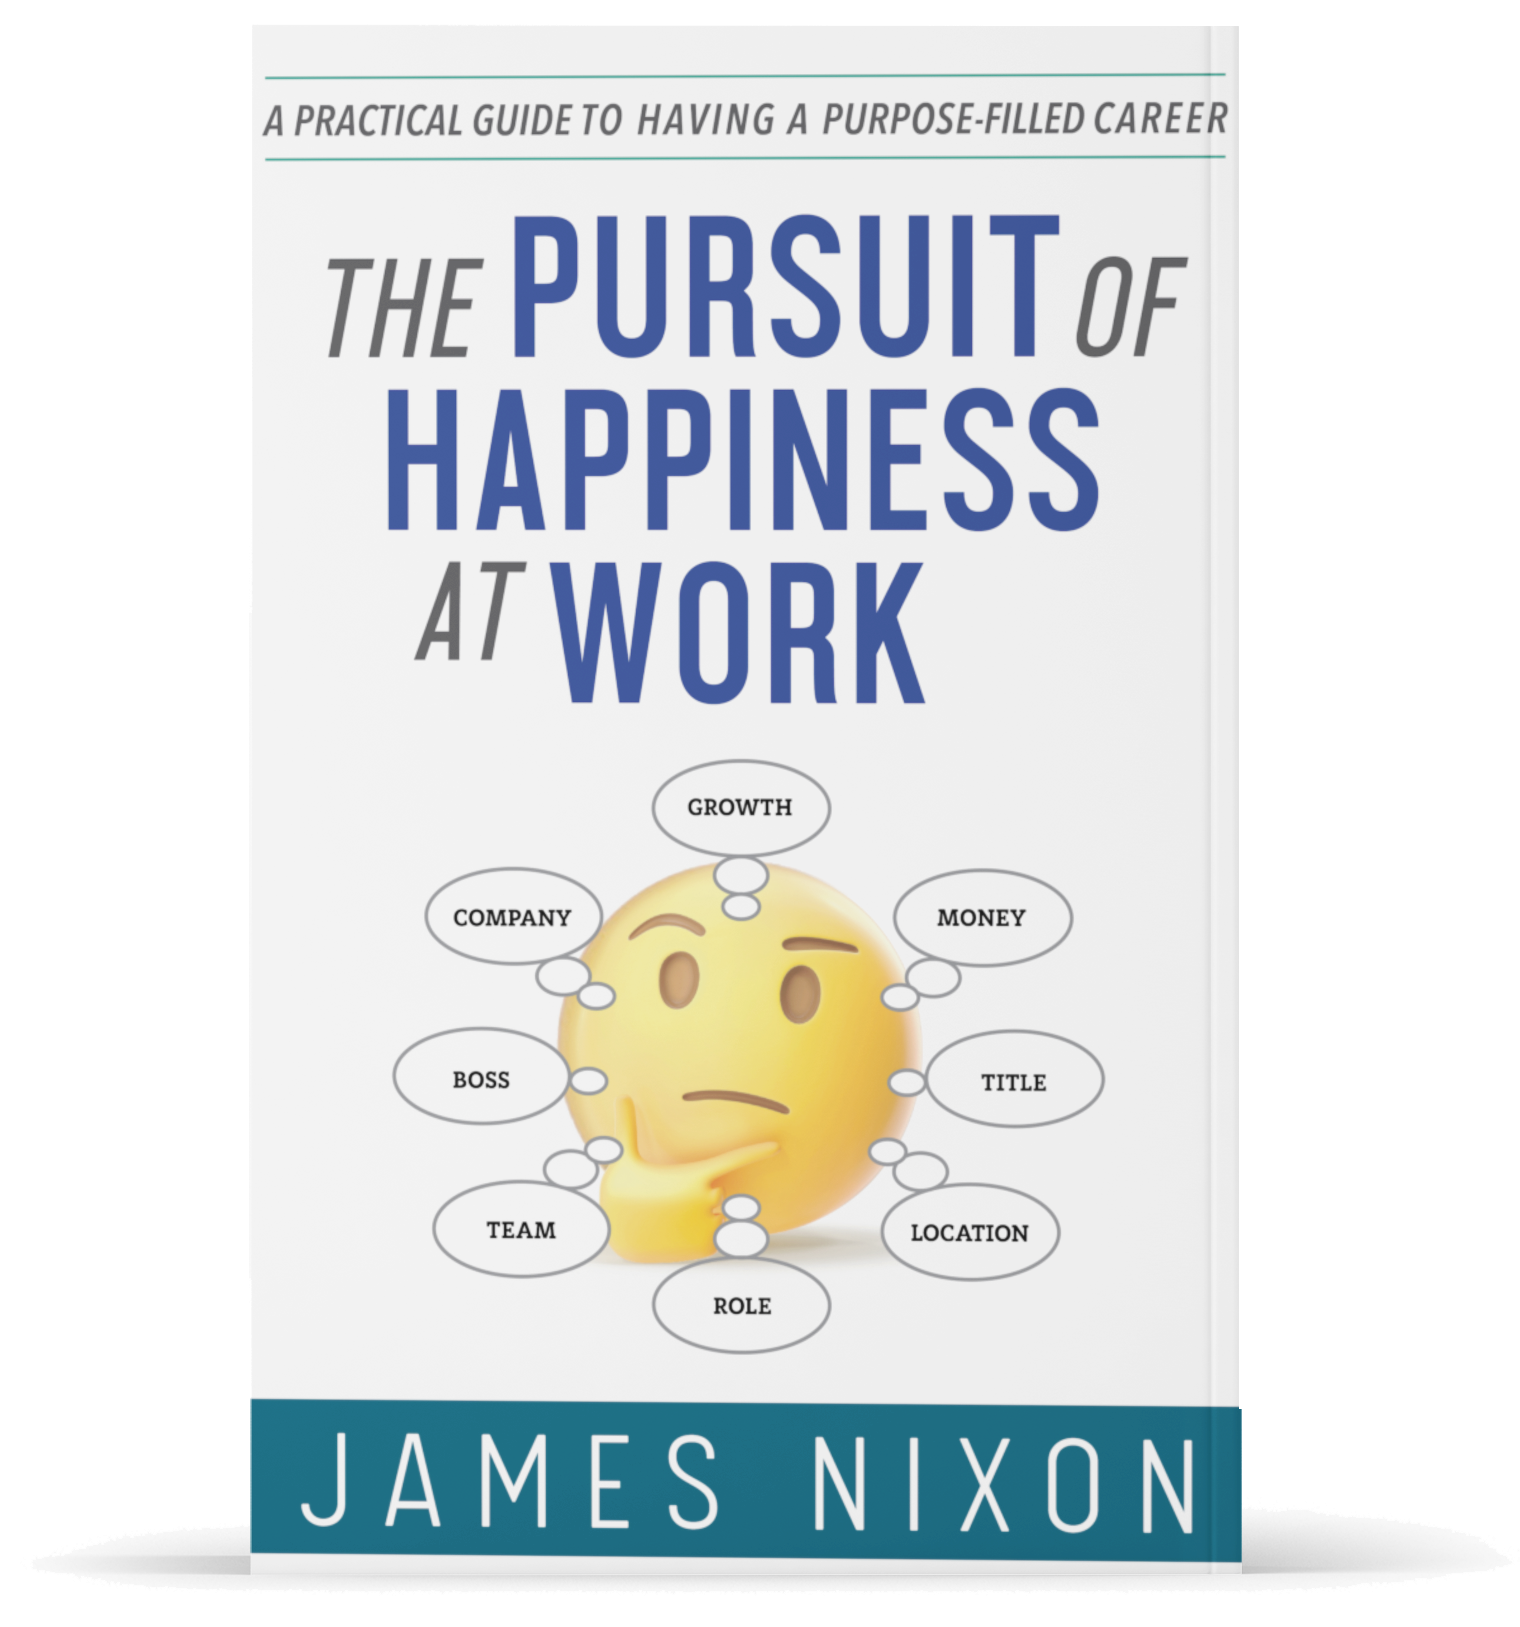 A PRACTICAL GUIDE TO HAVING A PURPOSE-FILLED CAREER
THE PURSUIT OF
HAPPINESS
AT WORK
GROWTH
COMPANY
MONEY
BOSS
TITLE
TEAM
LOCATION
ROLE
JAMES NIXON